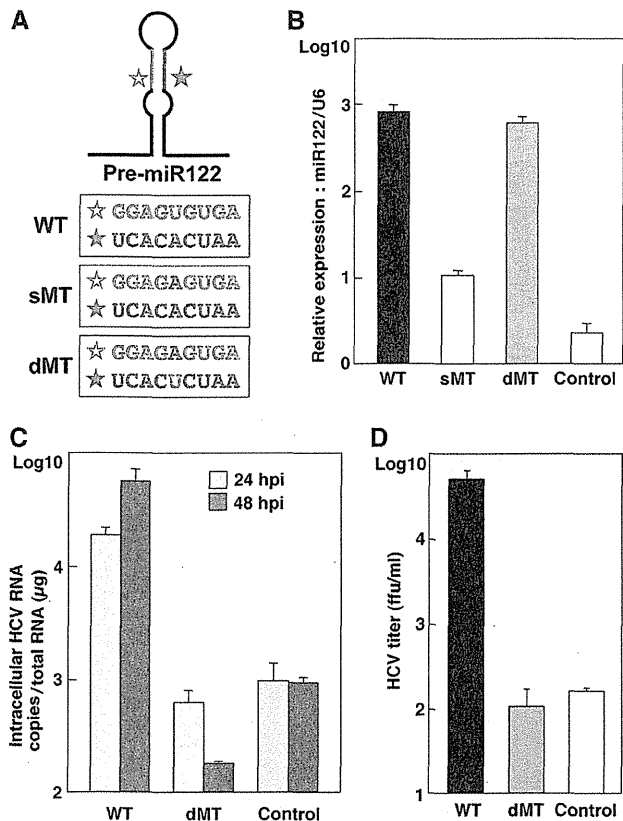 A
Pre-miR122
WT
☆ GGAGUGUGA
★ UCACACUAA
sMT
☆ GGAGAGUGA
★ UCACACUAA
dMT
☆ GGAGAGUGA
★ UCACUCUAA
B
Log10
Relative expression : miR122/U6
3
2
1
0
WT sMT dMT Control
C
Log10
Intracellular HCV RNA
copies/total RNA (µg)
4
3
2
24 hpi
48 hpi
WT dMT Control
D
Log10
HCV titer (ffu/ml)
4
3
2
1
WT dMT Control